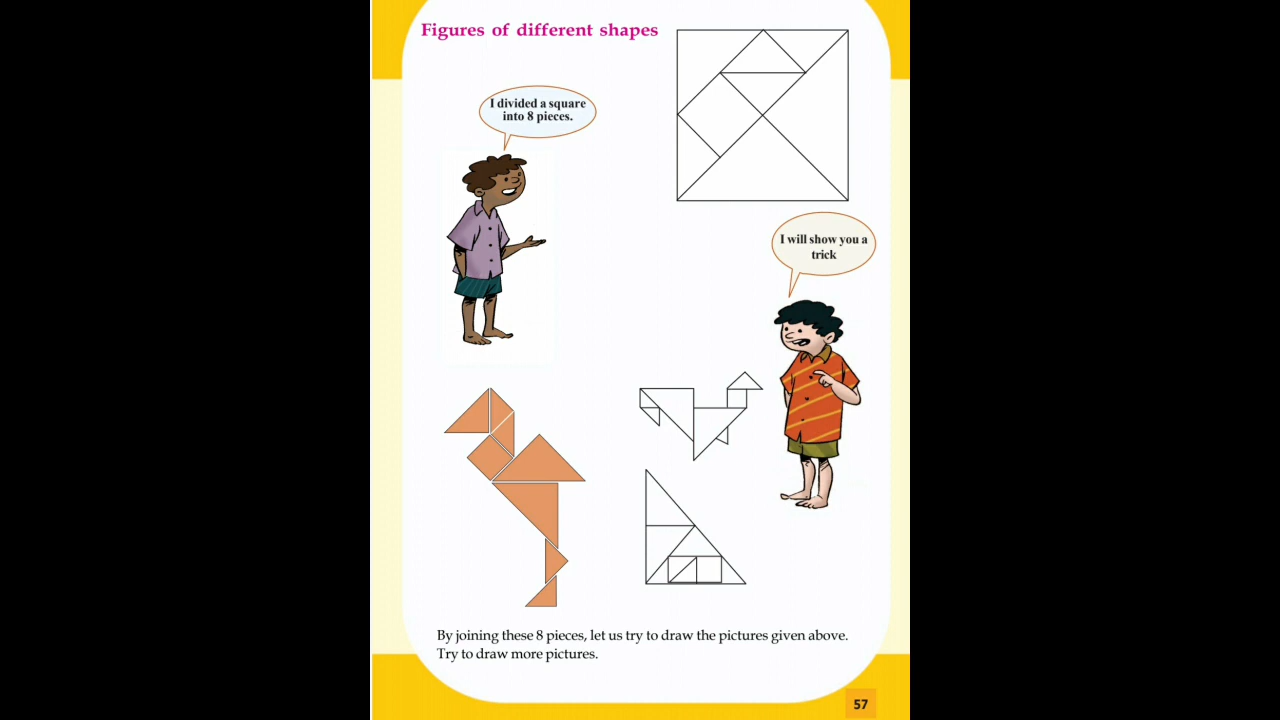 Figures of different shapes
I divided a square
into 8 pieces.
I will show you a
trick
By joining these 8 pieces, let us try to draw the pictures given above.
Try to draw more pictures.
57